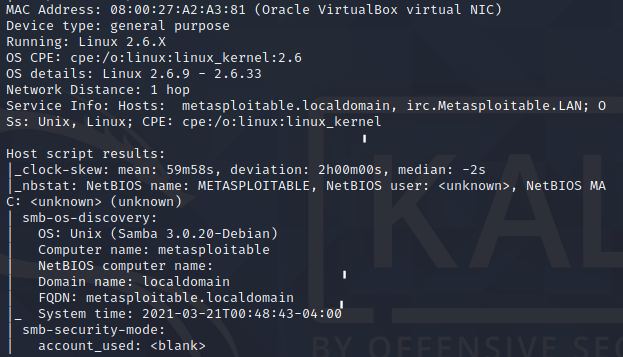 MAC Address: 08:00:27:A2:A3:81 (Oracle VirtualBox virtual NIC)
Device type: general purpose
Running: Linux 2.6.X
OS CPE: cpe:/o:linux:linux_kernel:2.6
OS details: Linux 2.6.9 - 2.6.33
Network Distance: 1 hop
Service Info: Hosts:  metasploitable.localdomain, irc.Metasploitable.LAN; O
Ss: Unix, Linux; CPE: cpe:/o:linux:linux_kernel

Host script results:
|_clock-skew: mean: 59m58s, deviation: 2h00m00s, median: -2s
|_nbstat: NetBIOS name: METASPLOITABLE, NetBIOS user: <unknown>, NetBIOS MA
C: <unknown> (unknown)
| smb-os-discovery:
|   OS: Unix (Samba 3.0.20-Debian)
|   Computer name: metasploitable
|   NetBIOS computer name:
|   Domain name: localdomain
|   FQDN: metasploitable.localdomain
|_  System time: 2021-03-21T00:48:43-04:00
| smb-security-mode:
|   account_used: <blank>
KAL
BY OFFENSIVE SE